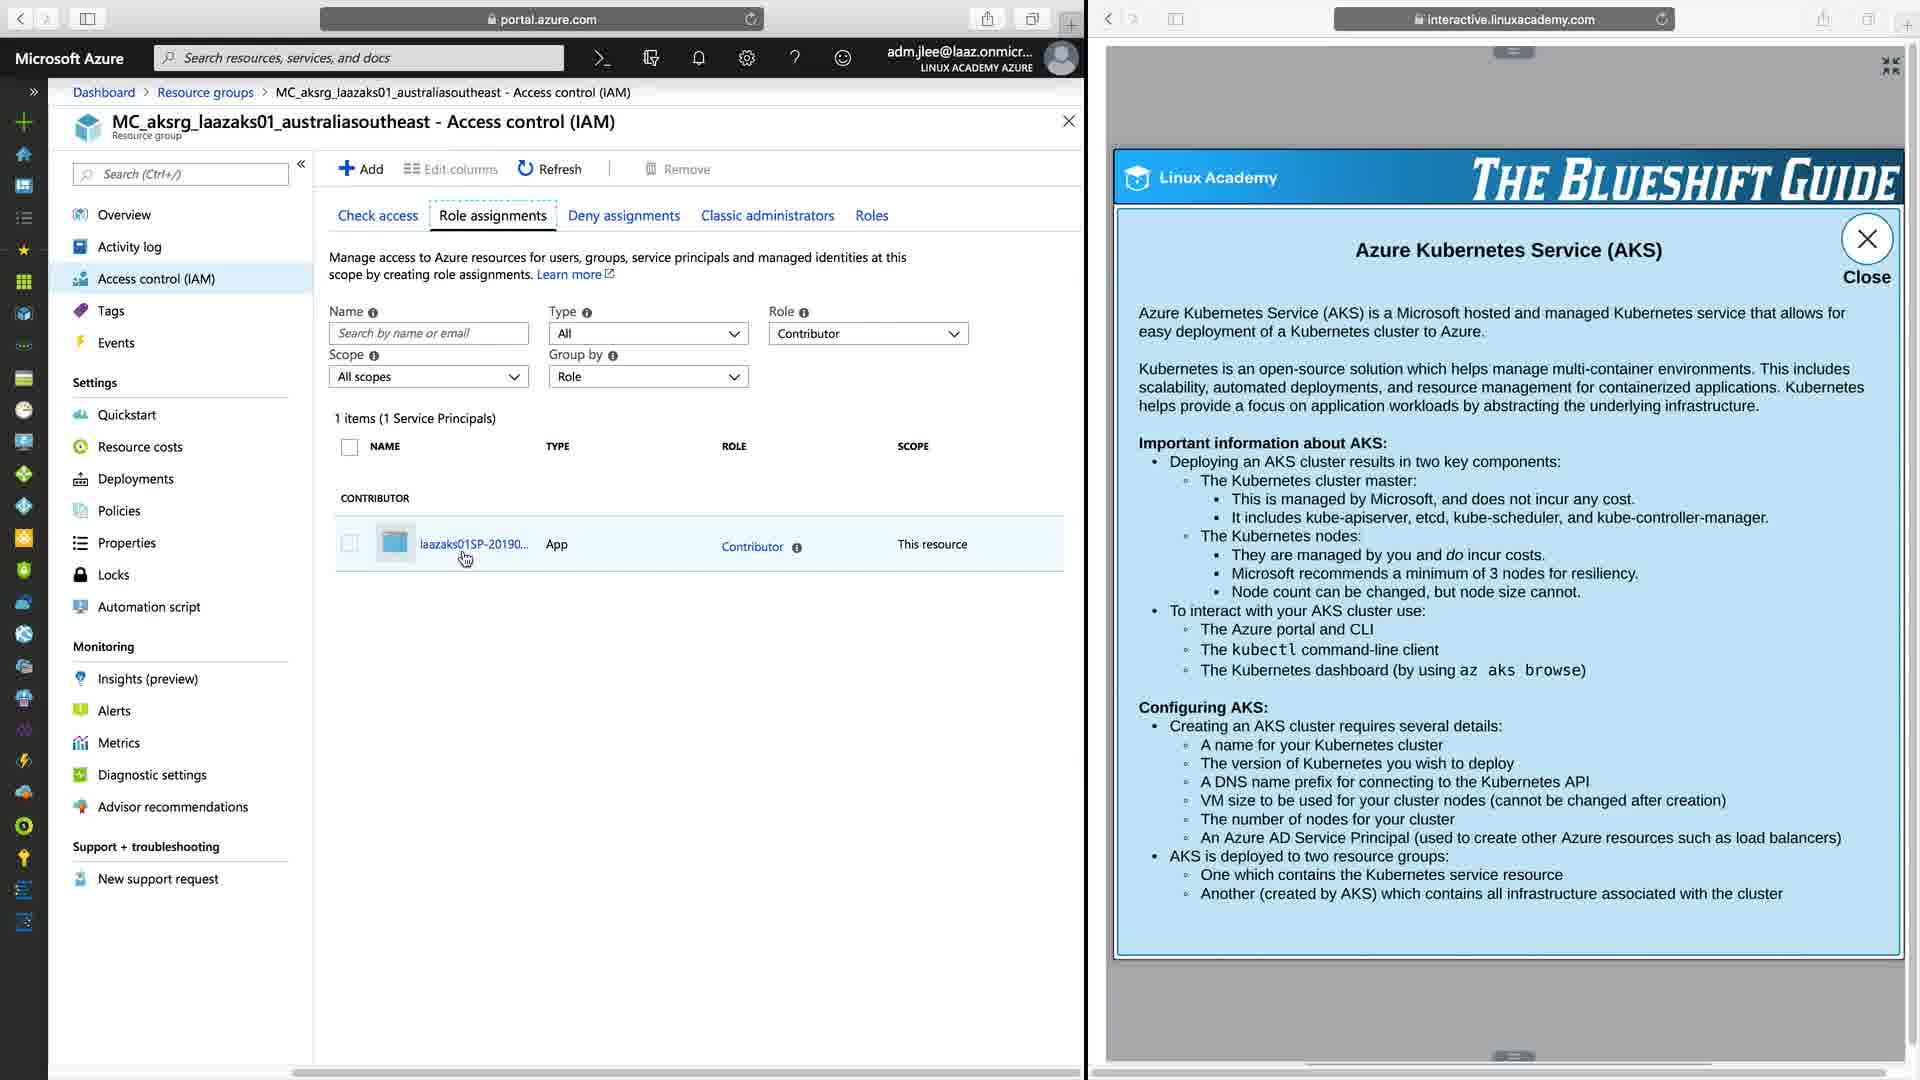 portal.azure.com
Microsoft Azure
Search resources, services, and docs
adm.jlee@laaz.onmicr...
LINUX ACADEMY AZURE
Dashboard > Resource groups > MC_aksrg_laazaks01_australiasoutheast - Access control (IAM)
MC_aksrg_laazaks01_australiasoutheast - Access control (IAM)
Resource group
Search (Ctrl+/)
Overview
Activity log
Access control (IAM)
Tags
Events
Settings
Quickstart
Resource costs
Deployments
Policies
Properties
Locks
Automation script
Monitoring
Insights (preview)
Alerts
Metrics
Diagnostic settings
Advisor recommendations
Support + troubleshooting
New support request
Add Edit columns Refresh Remove
Check access Role assignments Deny assignments Classic administrators Roles
Manage access to Azure resources for users, groups, service principals and managed identities at this
scope by creating role assignments. Learn more
Name Type Role
Search by name or email All Contributor
Scope Group by
All scopes Role
1 items (1 Service Principals)
NAME TYPE ROLE SCOPE
CONTRIBUTOR
laazaks01SP-20190... App Contributor This resource
interactive.linuxacademy.com
Linux Academy
THE BLUESHIFT GUIDE
Azure Kubernetes Service (AKS)
Close
Azure Kubernetes Service (AKS) is a Microsoft hosted and managed Kubernetes service that allows for
easy deployment of a Kubernetes cluster to Azure.
Kubernetes is an open-source solution which helps manage multi-container environments. This includes
scalability, automated deployments, and resource management for containerized applications. Kubernetes
helps provide a focus on application workloads by abstracting the underlying infrastructure.
Important information about AKS:
• Deploying an AKS cluster results in two key components:
◦ The Kubernetes cluster master:
▪ This is managed by Microsoft, and does not incur any cost.
▪ It includes kube-apiserver, etcd, kube-scheduler, and kube-controller-manager.
◦ The Kubernetes nodes:
▪ They are managed by you and do incur costs.
▪ Microsoft recommends a minimum of 3 nodes for resiliency.
▪ Node count can be changed, but node size cannot.
• To interact with your AKS cluster use:
◦ The Azure portal and CLI
◦ The kubectl command-line client
◦ The Kubernetes dashboard (by using az aks browse)
Configuring AKS:
• Creating an AKS cluster requires several details:
◦ A name for your Kubernetes cluster
◦ The version of Kubernetes you wish to deploy
◦ A DNS name prefix for connecting to the Kubernetes API
◦ VM size to be used for your cluster nodes (cannot be changed after creation)
◦ The number of nodes for your cluster
◦ An Azure AD Service Principal (used to create other Azure resources such as load balancers)
• AKS is deployed to two resource groups:
◦ One which contains the Kubernetes service resource
◦ Another (created by AKS) which contains all infrastructure associated with the cluster